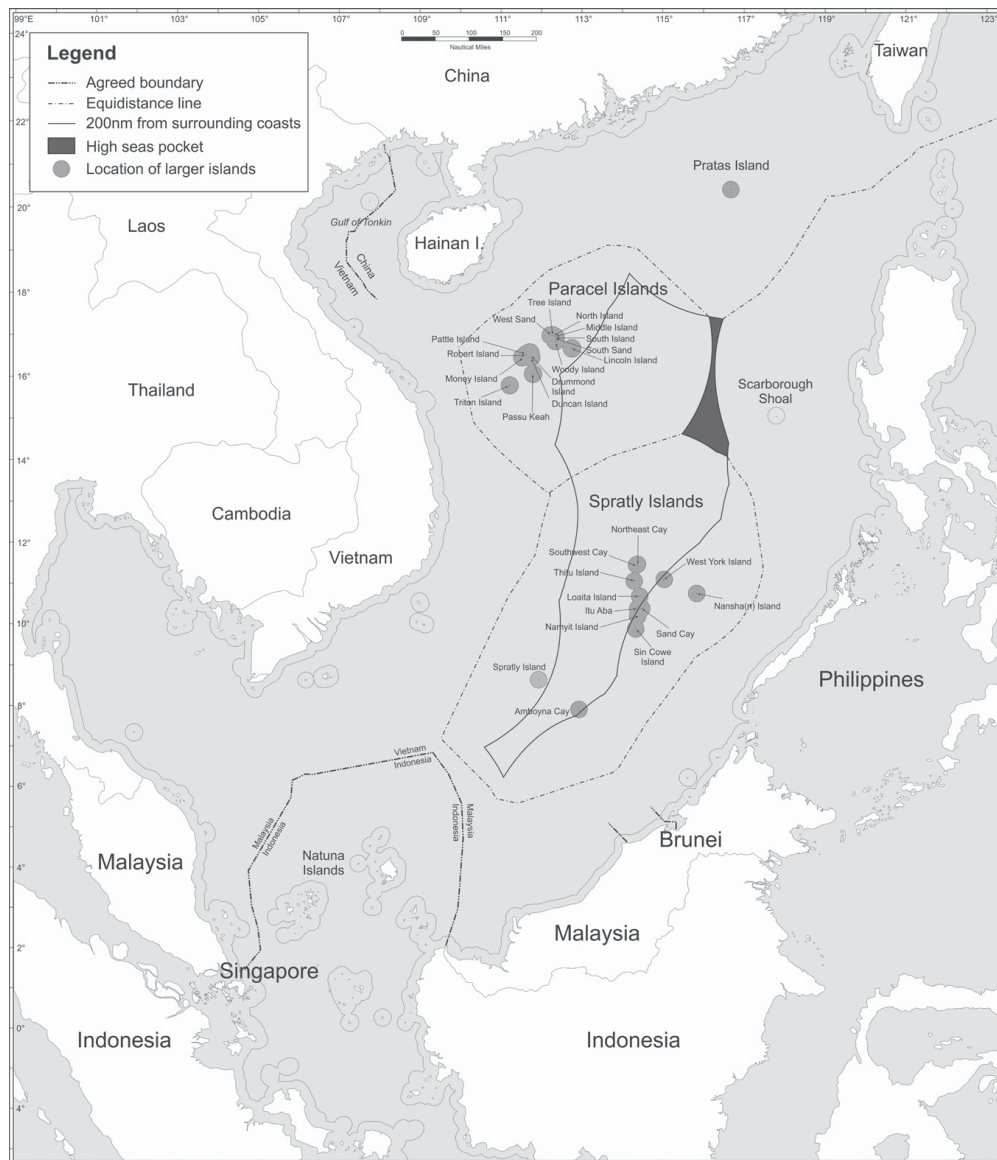 99°E 101° 103° 105° 107° 109° 111° 113° 115° 117° 119° 121° 123°
24°
22°
20°
18°
16°
14°
12°
10°
8°
6°
4°
2°
0°
2°
4°
Legend
Agreed boundary
Equidistance line
200nm from surrounding coasts
High seas pocket
Location of larger islands
0 50 100 150 200
Nautical Miles
China
Taiwan
Pratas Island
Laos
Gulf of Tonkin
Hainan I.
China
Vietnam
Paracel Islands
Tree Island
North Island
West Sand
Middle Island
South Island
South Sand
Lincoln Island
Pattle Island
Robert Island
Woody Island
Money Island
Drummond
Island
Triton Island
Duncan Island
Passu Keah
Scarborough
Shoal
Thailand
Cambodia
Vietnam
Spratly Islands
Northeast Cay
Southwest Cay
West York Island
Thitu Island
Loaita Island
Nansha(n) Island
Itu Aba
Namyit Island
Sand Cay
Sin Cowe
Island
Spratly Island
Amboyna Cay
Philippines
Vietnam
Indonesia
Malaysia
Indonesia
Malaysia
Indonesia
Natuna
Islands
Malaysia
Brunei
Malaysia
Singapore
Indonesia
Indonesia